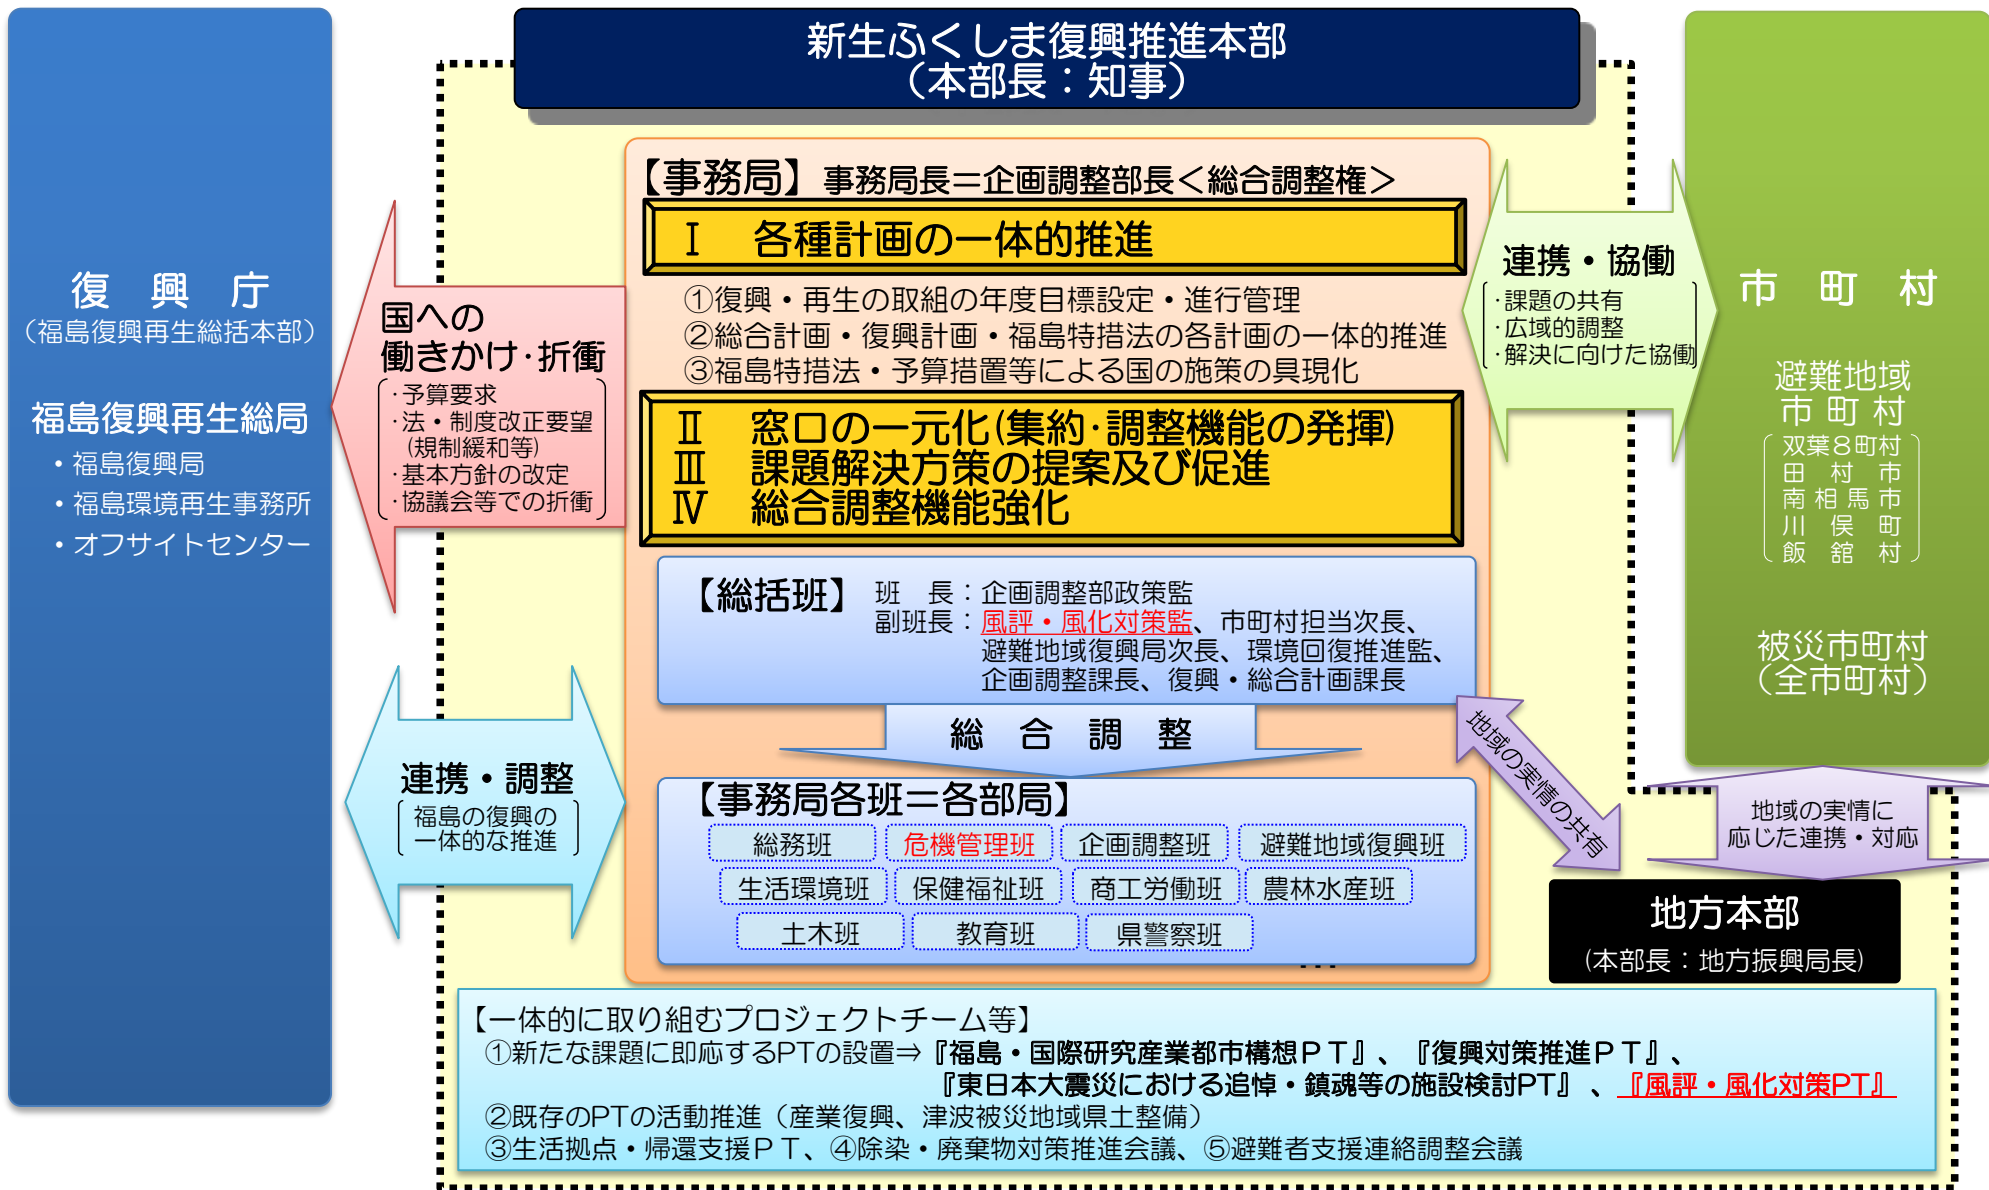 新生ふくしま復興推進本部
（本部長：知事）
復　興　庁
（福島復興再生総括本部）
福島復興再生総局
・福島復興局
・福島環境再生事務所
・オフサイトセンター
国への
働きかけ・折衝
・予算要求
・法・制度改正要望
（規制緩和等）
・基本方針の改定
・協議会等での折衝
連携・調整
福島の復興の
一体的な推進
【事務局】事務局長＝企画調整部長＜総合調整権＞
Ⅰ　各種計画の一体的推進
①復興・再生の取組の年度目標設定・進行管理
②総合計画・復興計画・福島特措法の各計画の一体的推進
③福島特措法・予算措置等による国の施策の具現化
Ⅱ　窓口の一元化(集約・調整機能の発揮)
Ⅲ　課題解決方策の提案及び促進
Ⅳ　総合調整機能強化
【総括班】　班　長：企画調整部政策監
副班長：風評・風化対策監、市町村担当次長、
避難地域復興局次長、環境回復推進監、
企画調整課長、復興・総合計画課長
総　合　調　整
【事務局各班＝各部局】
総務班　危機管理班　企画調整班　避難地域復興班
生活環境班　保健福祉班　商工労働班　農林水産班
土木班　教育班　県警察班
…
連携・協働
・課題の共有
・広域的調整
・解決に向けた協働
市　町　村
避難地域
市 町 村
双葉８町村
田　村　市
南 相 馬 市
川　俣　町
飯　舘　村
被災市町村
（全市町村）
地域の実情の共有
地域の実情に
応じた連携・対応
地方本部
(本部長：地方振興局長)
【一体的に取り組むプロジェクトチーム等】
①新たな課題に即応するPTの設置⇒『福島・国際研究産業都市構想ＰＴ』、『復興対策推進ＰＴ』、
『東日本大震災における追悼・鎮魂等の施設検討PT』、『風評・風化対策PT』
②既存のPTの活動推進（産業復興、津波被災地域県土整備）
③生活拠点・帰還支援ＰＴ、④除染・廃棄物対策推進会議、⑤避難者支援連絡調整会議